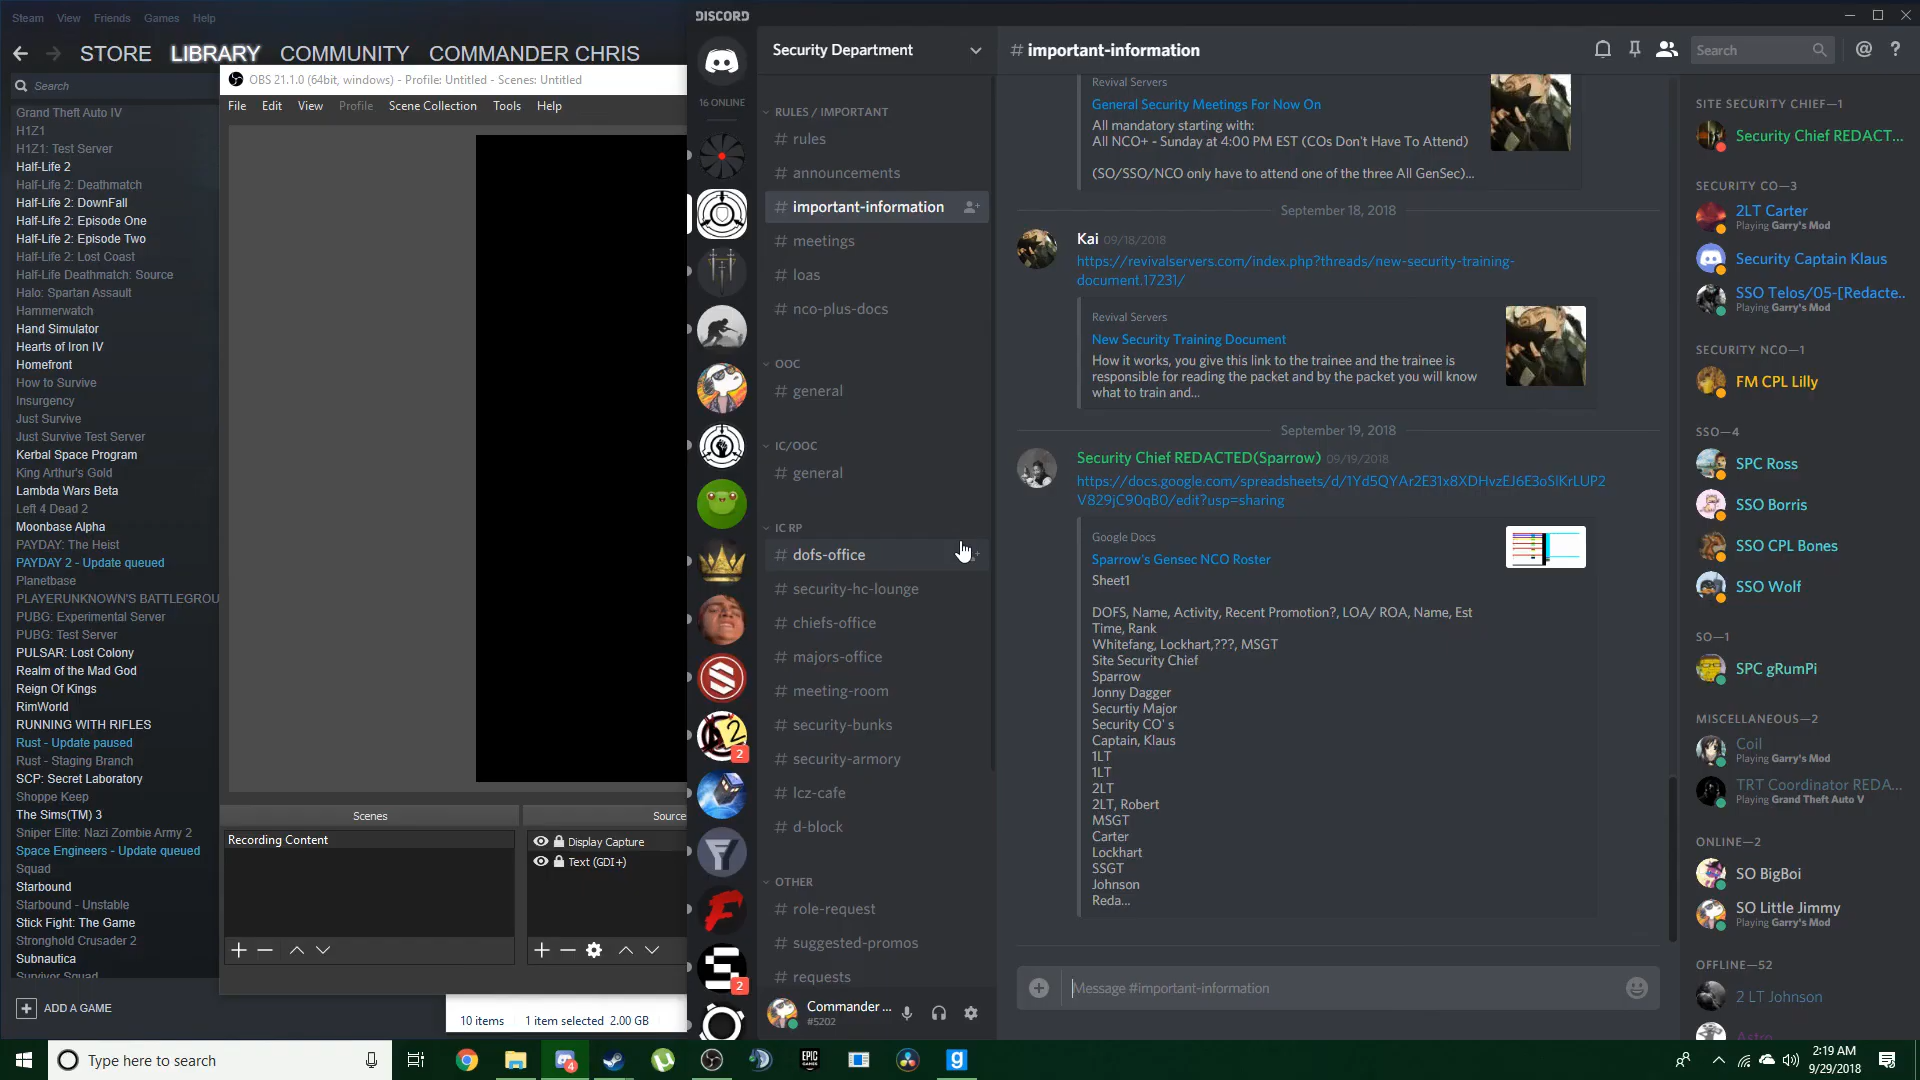 Steam View Friends Games Help
STORE LIBRARY COMMUNITY COMMANDER CHRIS
Search
Grand Theft Auto IV
H1Z1
H1Z1: Test Server
Half-Life 2
Half-Life 2: Deathmatch
Half-Life 2: DownFall
Half-Life 2: Episode One
Half-Life 2: Episode Two
Half-Life 2: Lost Coast
Half-Life Deathmatch: Source
Halo: Spartan Assault
Hammerwatch
Hand Simulator
Hearts of Iron IV
Homefront
How to Survive
Insurgency
Just Survive
Just Survive Test Server
Kerbal Space Program
King Arthur's Gold
Lambda Wars Beta
Left 4 Dead 2
Moonbase Alpha
PAYDAY: The Heist
PAYDAY 2 - Update queued
Planetbase
PLAYERUNKNOWN'S BATTLEGROU
PUBG: Experimental Server
PUBG: Test Server
PULSAR: Lost Colony
Realm of the Mad God
Reign Of Kings
RimWorld
RUNNING WITH RIFLES
Rust - Update paused
Rust - Staging Branch
SCP: Secret Laboratory
Shoppe Keep
The Sims(TM) 3
Sniper Elite: Nazi Zombie Army 2
Space Engineers - Update queued
Squad
Starbound
Starbound - Unstable
Stick Fight: The Game
Stronghold Crusader 2
Subnautica
Survivor Squad
ADD A GAME
OBS 21.1.0 (64bit, windows) - Profile: Untitled - Scenes: Untitled
File Edit View Profile Scene Collection Tools Help
Scenes
Recording Content
Source
Display Capture
Text (GDI+)
10 items 1 item selected 2.00 GB
DISCORD
16 ONLINE
2
2
Security Department
RULES / IMPORTANT
# rules
# announcements
# important-information
# meetings
# loas
# nco-plus-docs
OOC
# general
IC/OOC
# general
IC RP
# dofs-office
# security-hc-lounge
# chiefs-office
# majors-office
# meeting-room
# security-bunks
# security-armory
# lcz-cafe
# d-block
OTHER
# role-request
# suggested-promos
# requests
Commander ...
#5202
# important-information
Search
Revival Servers
General Security Meetings For Now On
All mandatory starting with:
All NCO+ - Sunday at 4:00 PM EST (COs Don't Have To Attend)
(SO/SSO/NCO only have to attend one of the three All GenSec)...
September 18, 2018
Kai 09/18/2018
https://revivalservers.com/index.php?threads/new-security-training-
document.17231/
Revival Servers
New Security Training Document
How it works, you give this link to the trainee and the trainee is
responsible for reading the packet and by the packet you will know
what to train and...
September 19, 2018
Security Chief REDACTED(Sparrow) 09/19/2018
https://docs.google.com/spreadsheets/d/1Yd5QYAr2E31x8XDHvzEJ6E3oSlKrLUP2
V829jC90qB0/edit?usp=sharing
Google Docs
Sparrow's Gensec NCO Roster
Sheet1
DOFS, Name, Activity, Recent Promotion?, LOA/ ROA, Name, Est
Time, Rank
Whitefang, Lockhart,???, MSGT
Site Security Chief
Sparrow
Jonny Dagger
Securtiy Major
Security CO' s
Captain, Klaus
1LT
1LT
2LT
2LT, Robert
MSGT
Carter
Lockhart
SSGT
Johnson
Reda...
Message #important-information
SITE SECURITY CHIEF—1
Security Chief REDACT...
SECURITY CO—3
2LT Carter
Playing Garry's Mod
Security Captain Klaus
SSO Telos/05-[Redacte..
Playing Garry's Mod
SECURITY NCO—1
FM CPL Lilly
SSO—4
SPC Ross
SSO Borris
SSO CPL Bones
SSO Wolf
SO—1
SPC gRumPi
MISCELLANEOUS—2
Coil
Playing Garry's Mod
TRT Coordinator REDA...
Playing Grand Theft Auto V
ONLINE—2
SO BigBoi
SO Little Jimmy
Playing Garry's Mod
OFFLINE—52
2 LT Johnson
Astro
Type here to search
4
EPIC GAMES
2:19 AM
9/29/2018